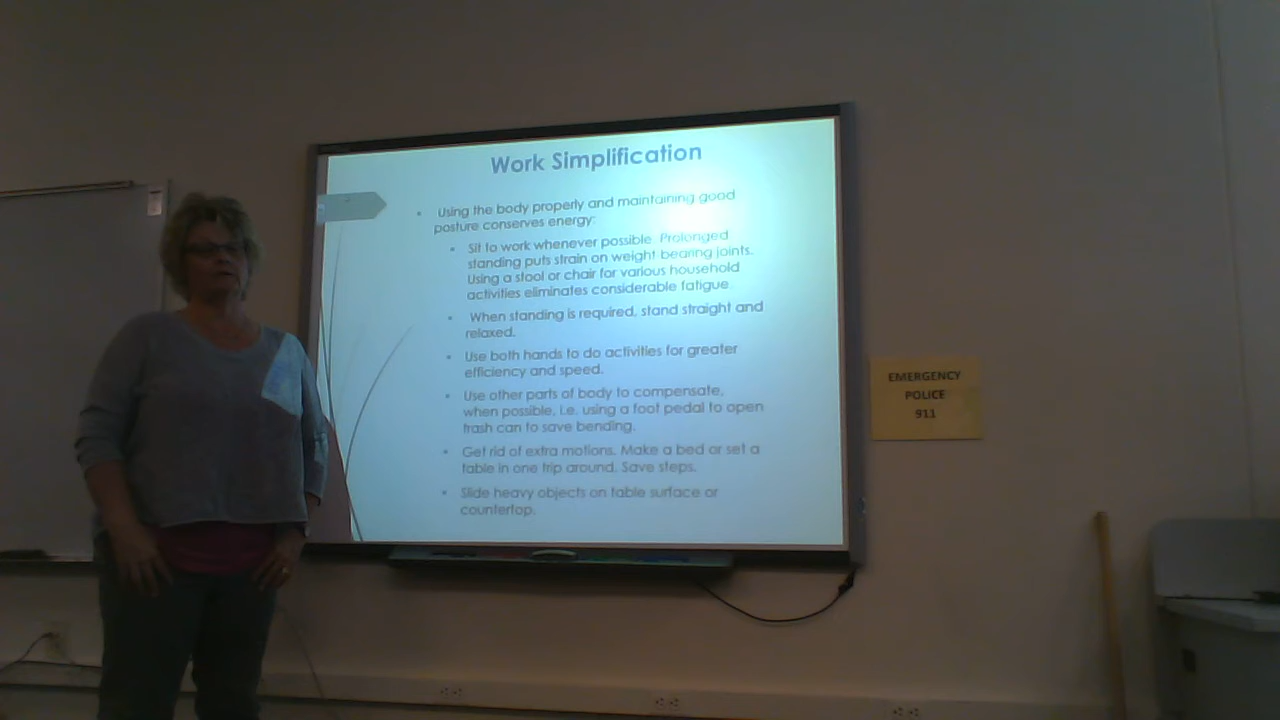 Work Simplification
Using the body properly and maintaining good
posture conserves energy:
Sit to work whenever possible. Prolonged
standing puts strain on weight bearing joints.
Using a stool or chair for various household
activities eliminates considerable fatigue.
When standing is required, stand straight and
relaxed.
Use both hands to do activities for greater
efficiency and speed.
Use other parts of body to compensate,
when possible, i.e. using a foot pedal to open
trash can to save bending.
Get rid of extra motions. Make a bed or set a
table in one trip around. Save steps.
Slide heavy objects on table surface or
countertop.
EMERGENCY
POLICE
911